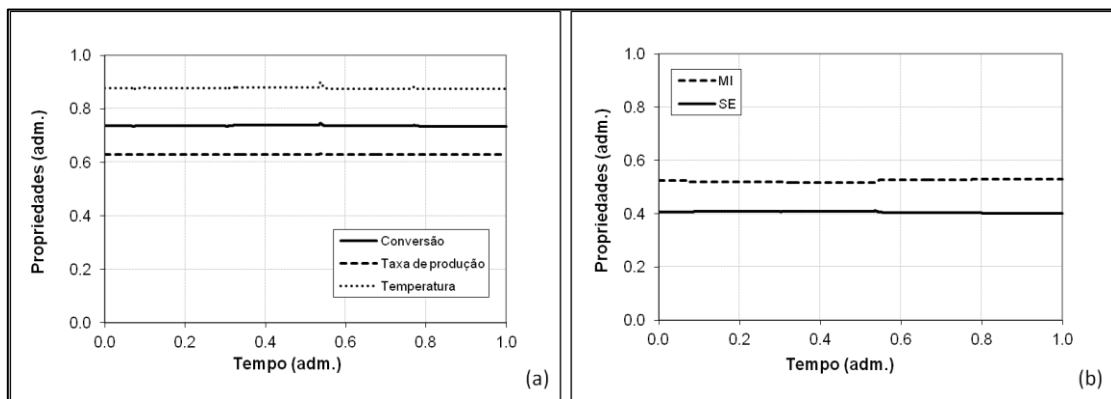 1.0
0.8
0.6
0.4
0.2
0.0
Propriedades (adm.)
Conversão
Taxa de produção
Temperatura
0.0 0.2 0.4 0.6 0.8 1.0
Tempo (adm.)
(a)
1.0
0.8
0.6
0.4
0.2
0.0
Propriedades (adm.)
MI
SE
0.0 0.2 0.4 0.6 0.8 1.0
Tempo (adm.)
(b)